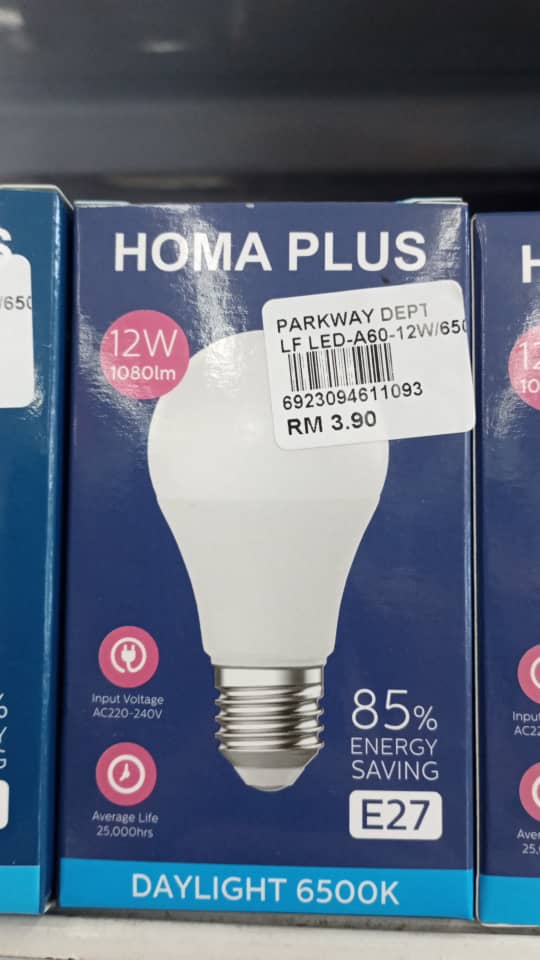 HOMA PLUS
12W
1080lm
PARKWAY DEPT
LF LED-A60-12W/650
6923094611093
RM 3.90
Input Voltage
AC220-240V
Average Life
25,000hrs
85%
ENERGY
SAVING
E27
DAYLIGHT 6500K